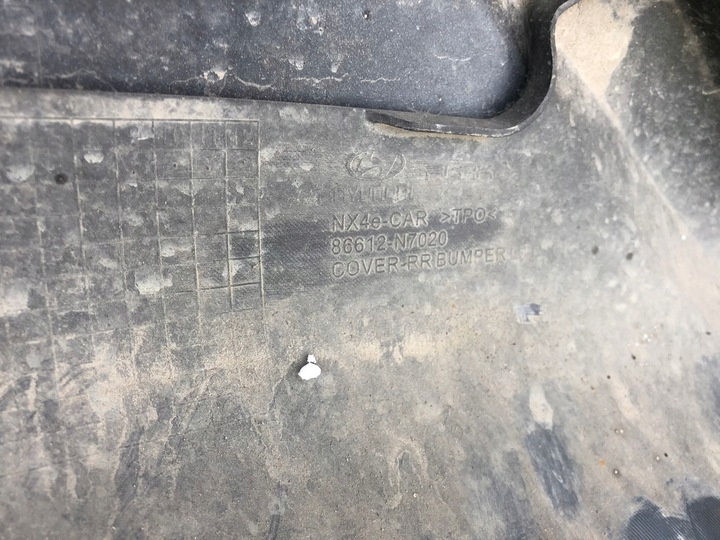 HYUNDAI
NX4e-CAR >TPO<
86612-N7020
COVER-RR BUMPER